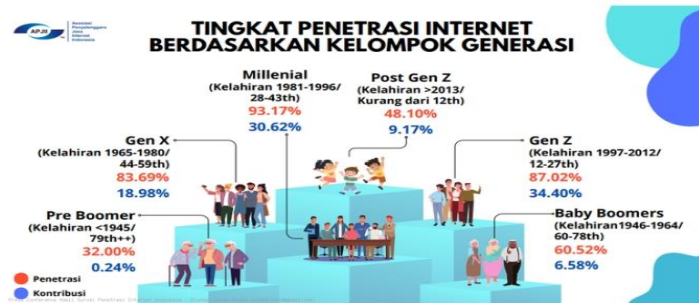 APJII
Asosiasi
Penyelenggara
Jasa
Internet
Indonesia
TINGKAT PENETRASI INTERNET
BERDASARKAN KELOMPOK GENERASI
Millenial
(Kelahiran 1981-1996/
28-43th)
93.17%
30.62%
Post Gen Z
(Kelahiran >2013/
Kurang dari 12th)
48.10%
9.17%
Gen X
(Kelahiran 1965-1980/
44-59th)
83.69%
18.98%
Gen Z
(Kelahiran 1997-2012/
12-27th)
87.02%
34.40%
Pre Boomer
(Kelahiran <1945/
79th++)
32.00%
0.24%
Baby Boomers
(Kelahiran1946-1964/
60-78th)
60.52%
6.58%
Penetrasi
Kontribusi